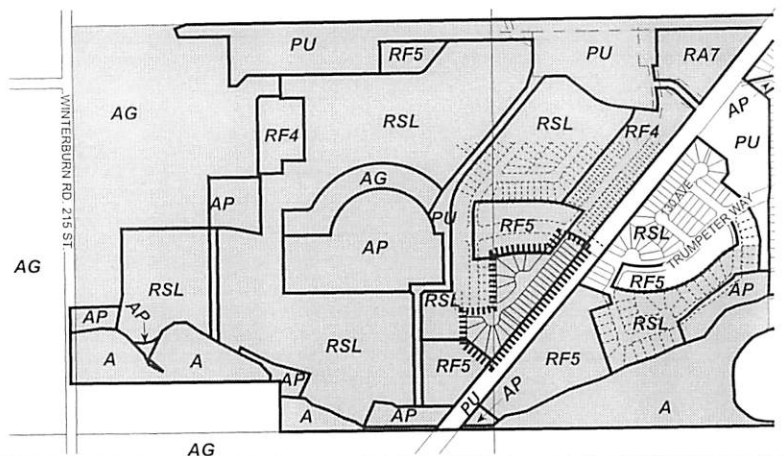 PU
RF5
PU
RA7
AP
A
PU
AG
RSL
RSL
RF4
RF4
WINTERBURN RD. 215 ST.
AG
AP
PU
130 AVE.
RSL
TRUMPETER WAY
RF5
AP
RF5
AP
AG
RSL
AP
AP
RSL
RSL
RSL
A
A
AP
RF5
RF5
AP
PU
A
AP
A
AG